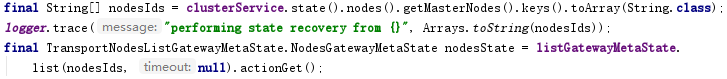 final String[] nodesIds = clusterService.state().nodes().getMasterNodes().keys().toArray(String.class);
logger.trace( message: "performing state recovery from {}", Arrays.toString(nodesIds));
final TransportNodesListGatewayMetaState.NodesGatewayMetaState nodesState = listGatewayMetaState.
list(nodesIds, timeout: null).actionGet();